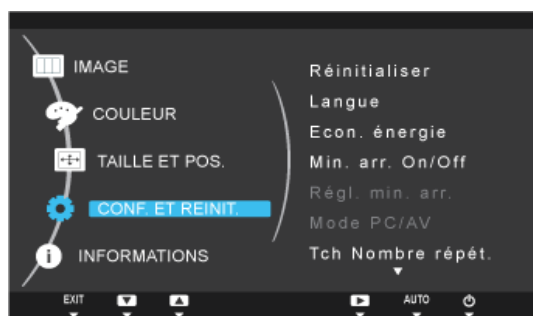 IMAGE
COULEUR
TAILLE ET POS.
CONF. ET REINIT.
INFORMATIONS
Réinitialiser
Langue
Econ. énergie
Min. arr. On/Off
Régl. min. arr.
Mode PC/AV
Tch Nombre répét.
EXIT AUTO